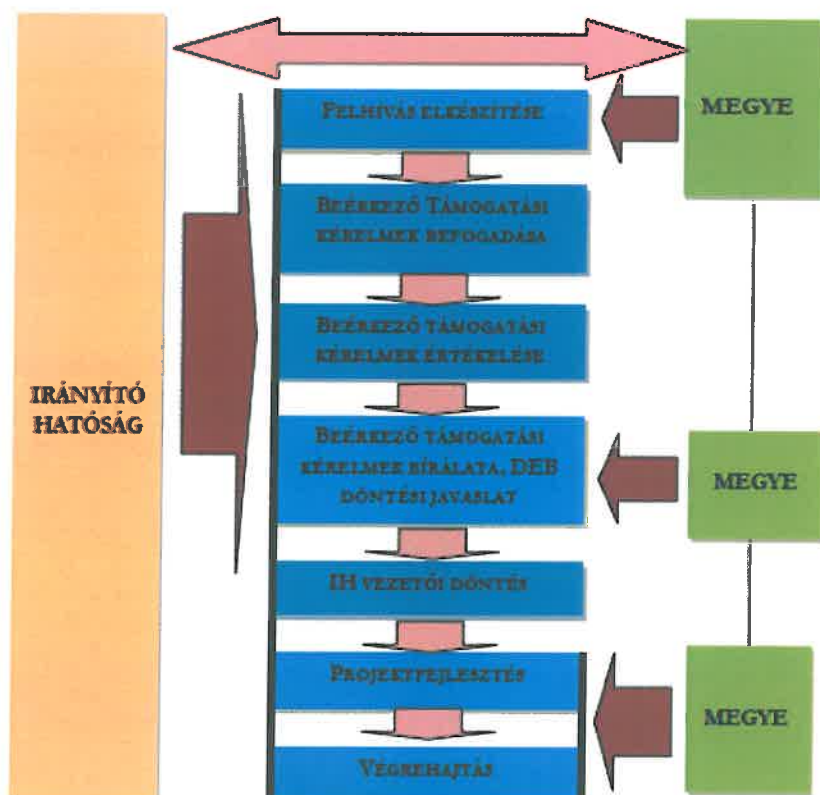 FELHÍVÁS ELKÉSZÍTÉSE
MEGYE
BEÉRKEZŐ TÁMOGATÁSI
KÉRELMEK BEFOGADÁSA
BEÉRKEZŐ TÁMOGATÁSI
KÉRELMEK ÉRTÉKELÉSE
IRÁNYÍTÓ
HATÓSÁG
BEÉRKEZŐ TÁMOGATÁSI
KÉRELMEK BÍRÁLATA, DEB
DÖNTÉSI JAVASLAT
MEGYE
IH VEZETŐI DÖNTÉS
PROJEKTFEJLESZTÉS
MEGYE
VÉGREHAJTÁS